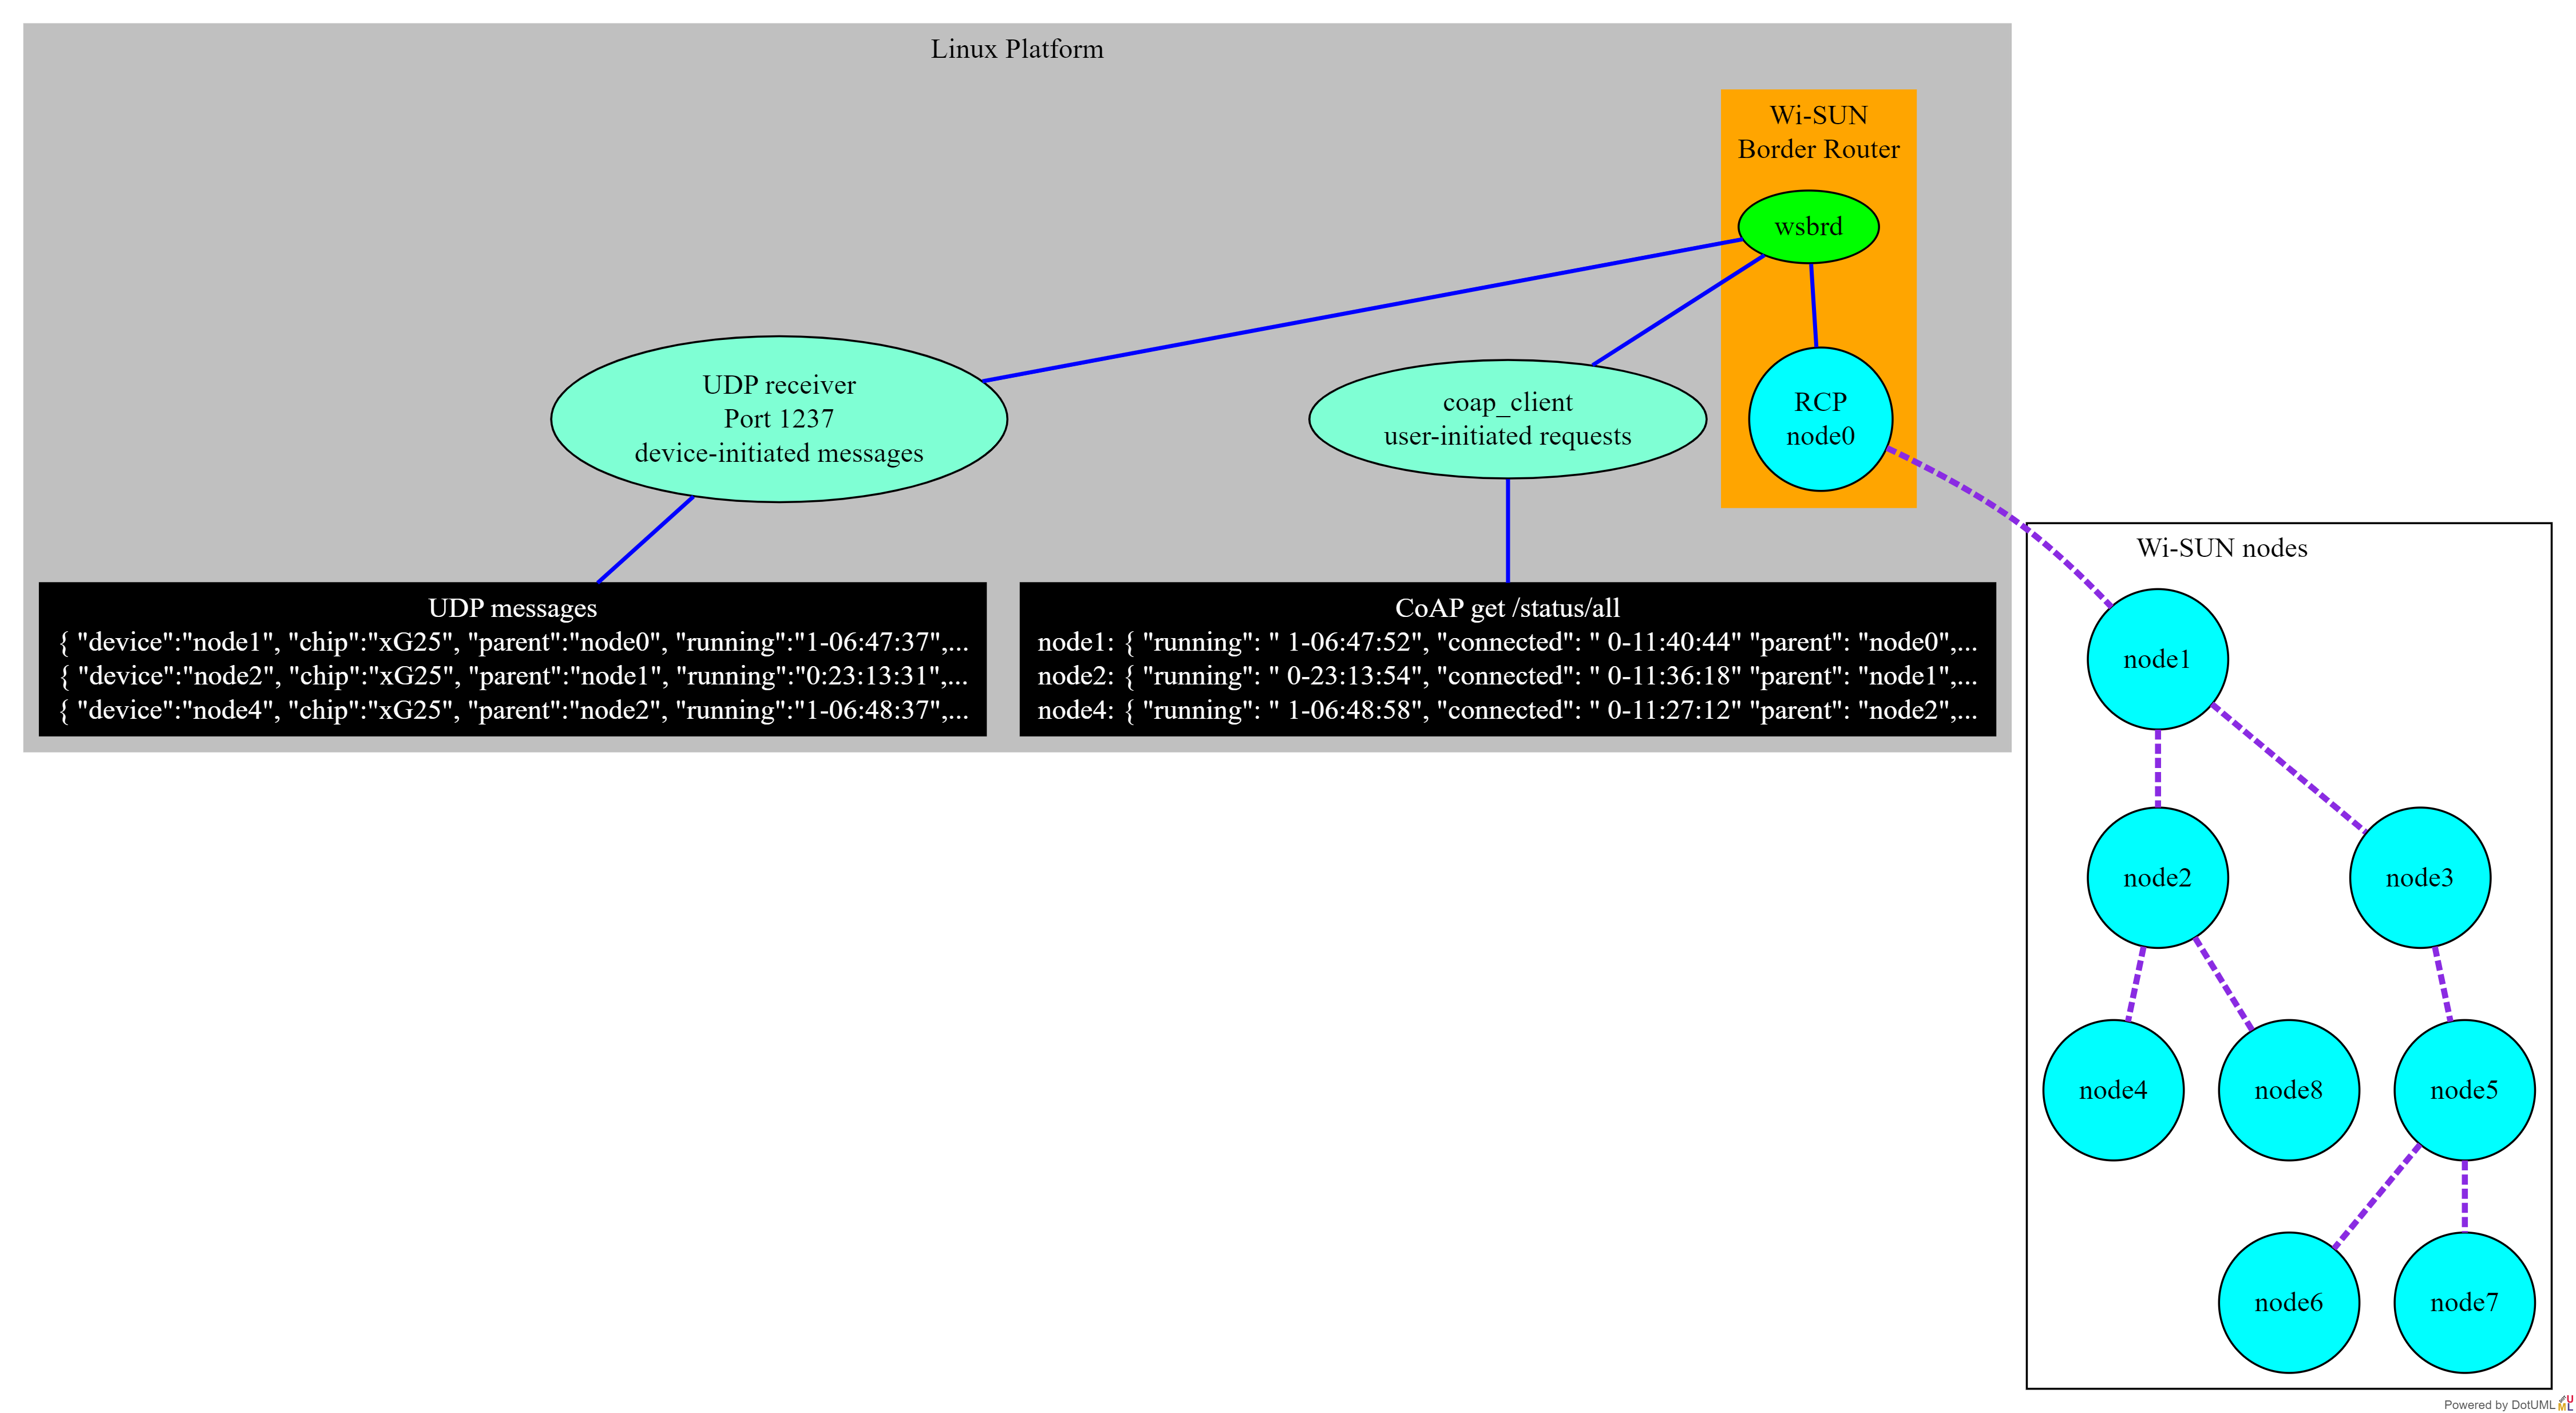 Linux Platform
Wi-SUN
Border Router
wsbrd
UDP receiver
Port 1237
device-initiated messages
coap_client
user-initiated requests
RCP
node0
UDP messages
{ "device":"node1", "chip":"xG25", "parent":"node0", "running":"1-06:47:37",...
{ "device":"node2", "chip":"xG25", "parent":"node1", "running":"0:23:13:31",...
{ "device":"node4", "chip":"xG25", "parent":"node2", "running":"1-06:48:37",...
CoAP get /status/all
node1: { "running": " 1-06:47:52", "connected": " 0-11:40:44" "parent": "node0",...
node2: { "running": " 0-23:13:54", "connected": " 0-11:36:18" "parent": "node1",...
node4: { "running": " 1-06:48:58", "connected": " 0-11:27:12" "parent": "node2",...
Wi-SUN nodes
node1
node2
node3
node4
node8
node5
node6
node7
Powered by DotUML
U
M L